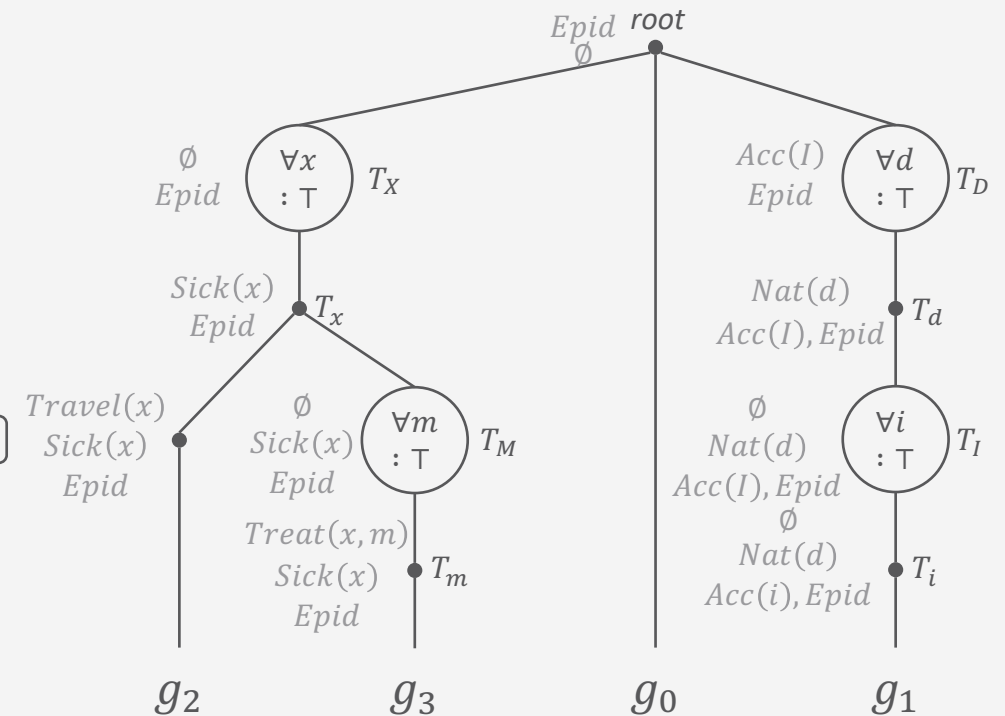 Epid root
∅
∅
Epid
∀x
: ⊤
T_X
Acc(I)
Epid
∀d
: ⊤
T_D
Sick(x)
Epid
T_x
Nat(d)
Acc(I), Epid
T_d
Travel(x)
Sick(x)
Epid
∅
Sick(x)
Epid
∀m
: ⊤
T_M
∅
Nat(d)
Acc(I), Epid
∀i
: ⊤
T_I
Treat(x, m)
Sick(x)
Epid
T_m
∅
Nat(d)
Acc(i), Epid
T_i
g_2 g_3 g_0 g_1